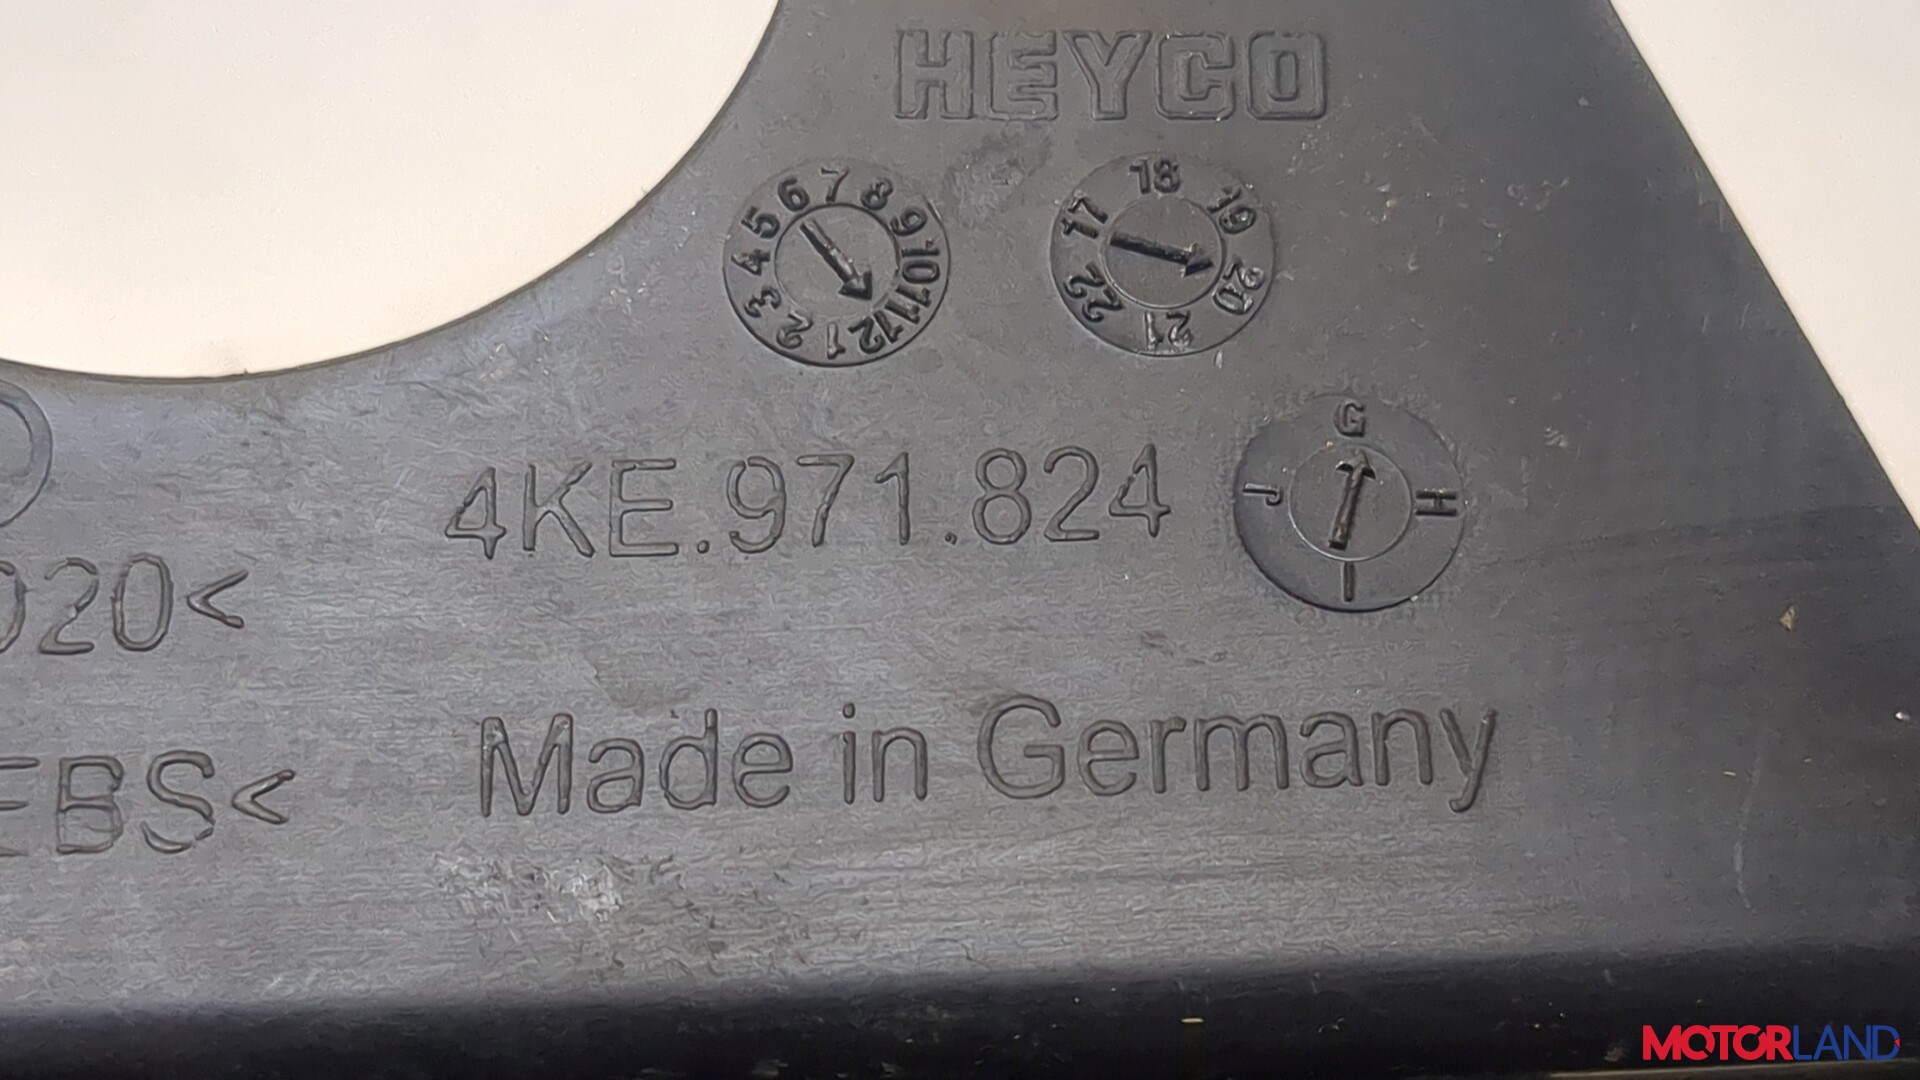 HEYCO
1 2 3 4 5 6 7 8 9 10 11 12
17 18 19 20 21 22
G H I J
4KE.971.824
020<
Made in Germany
EBS<
MOTORLAND